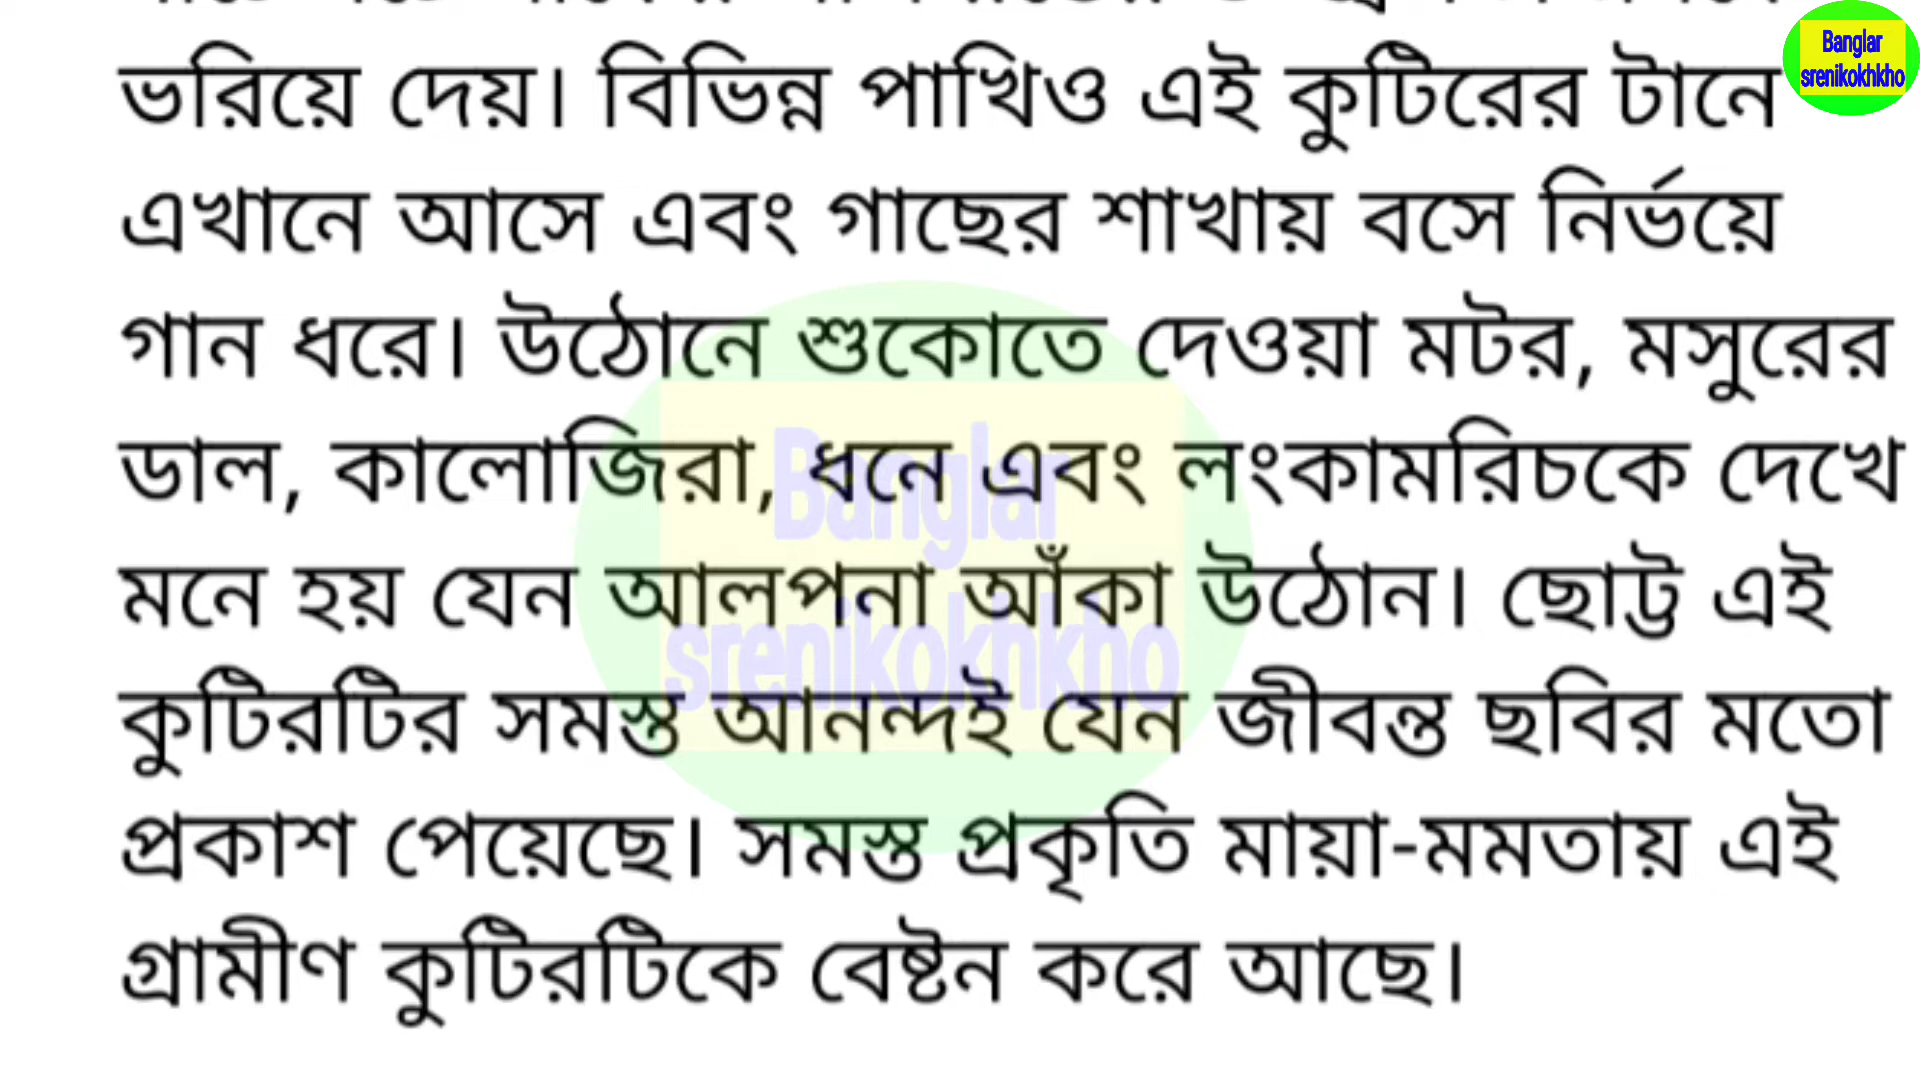 Banglar
srenikokhkho
ভরিয়ে দেয়। বিভিন্ন পাখিও এই কুটিরের টানে
এখানে আসে এবং গাছের শাখায় বসে নির্ভয়ে
গান ধরে। উঠোনে শুকোতে দেওয়া মটর, মসুরের
ডাল, কালোজিরা, ধনে এবং লংকামরিচকে দেখে
মনে হয় যেন আলপনা আঁকা উঠোন। ছোট্ট এই
কুটিরটির সমস্ত আনন্দই যেন জীবন্ত ছবির মতো
প্রকাশ পেয়েছে। সমস্ত প্রকৃতি মায়া-মমতায় এই
গ্রামীণ কুটিরটিকে বেষ্টন করে আছে।
Banglar
srenikokhkho